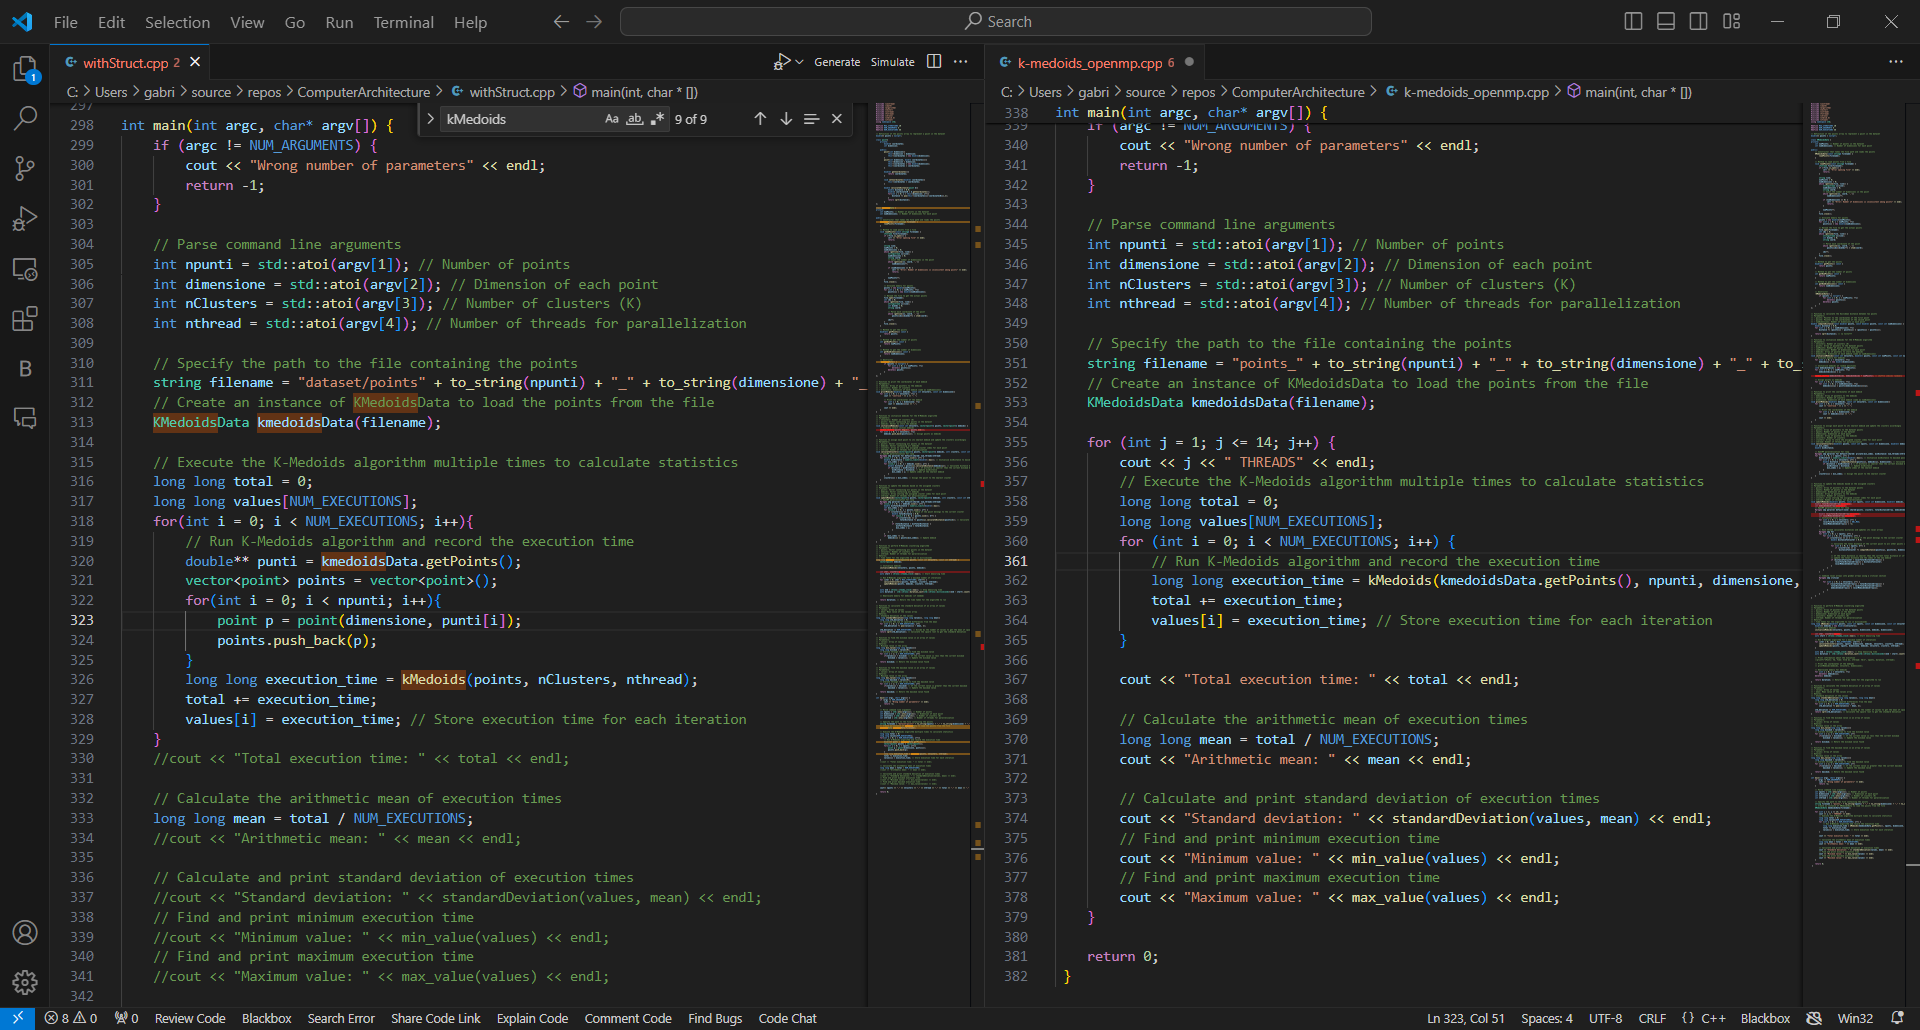 File Edit Selection View Go Run Terminal Help
Search
withStruct.cpp 2
Generate Simulate
C: > Users > gabri > source > repos > ComputerArchitecture > withStruct.cpp > main(int, char * [])
kMedoids
Aa ab .* 9 of 9
297
298 int main(int argc, char* argv[]) {
299 if (argc != NUM_ARGUMENTS) {
300 cout << "Wrong number of parameters" << endl;
301 return -1;
302 }
303
304 // Parse command line arguments
305 int npunti = std::atoi(argv[1]); // Number of points
306 int dimensione = std::atoi(argv[2]); // Dimension of each point
307 int nClusters = std::atoi(argv[3]); // Number of clusters (K)
308 int nthread = std::atoi(argv[4]); // Number of threads for parallelization
309
310 // Specify the path to the file containing the points
311 string filename = "dataset/points" + to_string(npunti) + "_" + to_string(dimensione) + "_
312 // Create an instance of KMedoidsData to load the points from the file
313 KMedoidsData kmedoidsData(filename);
314
315 // Execute the K-Medoids algorithm multiple times to calculate statistics
316 long long total = 0;
317 long long values[NUM_EXECUTIONS];
318 for(int i = 0; i < NUM_EXECUTIONS; i++){
319 // Run K-Medoids algorithm and record the execution time
320 double** punti = kmedoidsData.getPoints();
321 vector<point> points = vector<point>();
322 for(int i = 0; i < npunti; i++){
323 point p = point(dimensione, punti[i]);
324 points.push_back(p);
325 }
326 long long execution_time = kMedoids(points, nClusters, nthread);
327 total += execution_time;
328 values[i] = execution_time; // Store execution time for each iteration
329 }
330 //cout << "Total execution time: " << total << endl;
331
332 // Calculate the arithmetic mean of execution times
333 long long mean = total / NUM_EXECUTIONS;
334 //cout << "Arithmetic mean: " << mean << endl;
335
336 // Calculate and print standard deviation of execution times
337 //cout << "Standard deviation: " << standardDeviation(values, mean) << endl;
338 // Find and print minimum execution time
339 //cout << "Minimum value: " << min_value(values) << endl;
340 // Find and print maximum execution time
341 //cout << "Maximum value: " << max_value(values) << endl;
342
k-medoids_openmp.cpp 6
C: > Users > gabri > source > repos > ComputerArchitecture > k-medoids_openmp.cpp > main(int, char * [])
338 int main(int argc, char* argv[]) {
339 if (argc != NUM_ARGUMENTS) {
340 cout << "Wrong number of parameters" << endl;
341 return -1;
342 }
343
344 // Parse command line arguments
345 int npunti = std::atoi(argv[1]); // Number of points
346 int dimensione = std::atoi(argv[2]); // Dimension of each point
347 int nClusters = std::atoi(argv[3]); // Number of clusters (K)
348 int nthread = std::atoi(argv[4]); // Number of threads for parallelization
349
350 // Specify the path to the file containing the points
351 string filename = "points_" + to_string(npunti) + "_" + to_string(dimensione) + "_" + to_
352 // Create an instance of KMedoidsData to load the points from the file
353 KMedoidsData kmedoidsData(filename);
354
355 for (int j = 1; j <= 14; j++) {
356 cout << j << " THREADS" << endl;
357 // Execute the K-Medoids algorithm multiple times to calculate statistics
358 long long total = 0;
359 long long values[NUM_EXECUTIONS];
360 for (int i = 0; i < NUM_EXECUTIONS; i++) {
361 // Run K-Medoids algorithm and record the execution time
362 long long execution_time = kMedoids(kmedoidsData.getPoints(), npunti, dimensione,
363 total += execution_time;
364 values[i] = execution_time; // Store execution time for each iteration
365 }
366
367 cout << "Total execution time: " << total << endl;
368
369 // Calculate the arithmetic mean of execution times
370 long long mean = total / NUM_EXECUTIONS;
371 cout << "Arithmetic mean: " << mean << endl;
372
373 // Calculate and print standard deviation of execution times
374 cout << "Standard deviation: " << standardDeviation(values, mean) << endl;
375 // Find and print minimum execution time
376 cout << "Minimum value: " << min_value(values) << endl;
377 // Find and print maximum execution time
378 cout << "Maximum value: " << max_value(values) << endl;
379 }
380
381 return 0;
382 }
1
B
8 0 0 Review Code Blackbox Search Error Share Code Link Explain Code Comment Code Find Bugs Code Chat Ln 323, Col 51 Spaces: 4 UTF-8 CRLF {} C++ Blackbox Win32